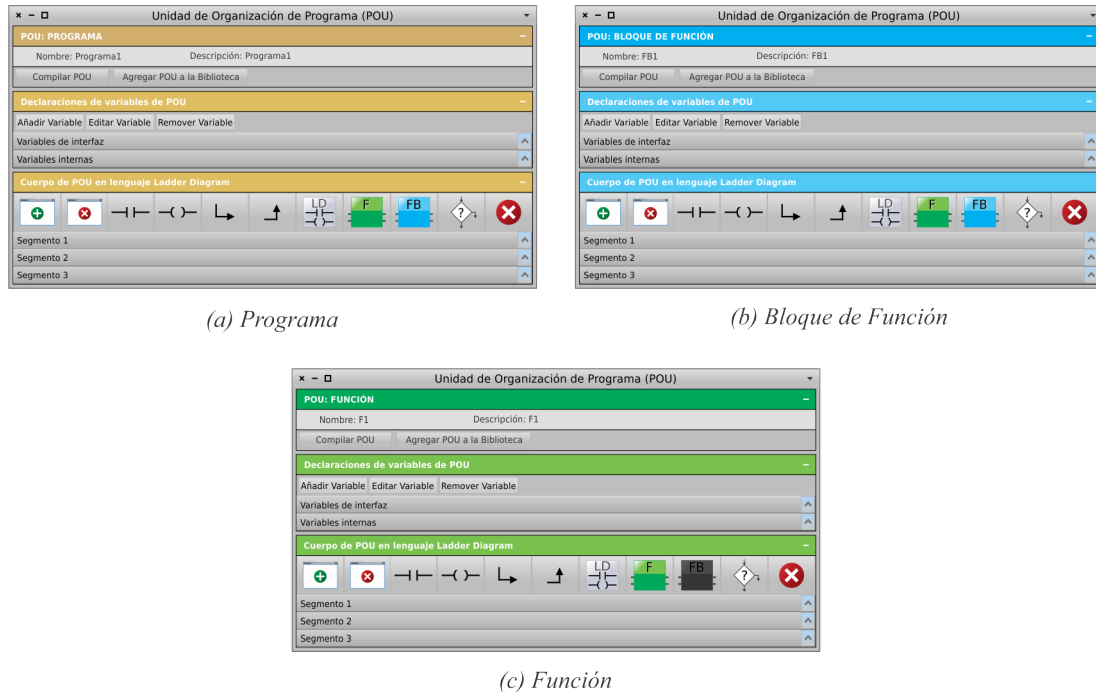 Unidad de Organización de Programa (POU)
POU: PROGRAMA
Nombre: Programa1 Descripción: Programa1
Compilar POU Agregar POU a la Biblioteca
Declaraciones de variables de POU
Añadir Variable Editar Variable Remover Variable
Variables de interfaz
Variables internas
Cuerpo de POU en lenguaje Ladder Diagram
LD F FB ?
Segmento 1
Segmento 2
Segmento 3
(a) Programa
Unidad de Organización de Programa (POU)
POU: BLOQUE DE FUNCIÓN
Nombre: FB1 Descripción: FB1
Compilar POU Agregar POU a la Biblioteca
Declaraciones de variables de POU
Añadir Variable Editar Variable Remover Variable
Variables de interfaz
Variables internas
Cuerpo de POU en lenguaje Ladder Diagram
LD F FB ?
Segmento 1
Segmento 2
Segmento 3
(b) Bloque de Función
Unidad de Organización de Programa (POU)
POU: FUNCIÓN
Nombre: F1 Descripción: F1
Compilar POU Agregar POU a la Biblioteca
Declaraciones de variables de POU
Añadir Variable Editar Variable Remover Variable
Variables de interfaz
Variables internas
Cuerpo de POU en lenguaje Ladder Diagram
LD F FB ?
Segmento 1
Segmento 2
Segmento 3
(c) Función